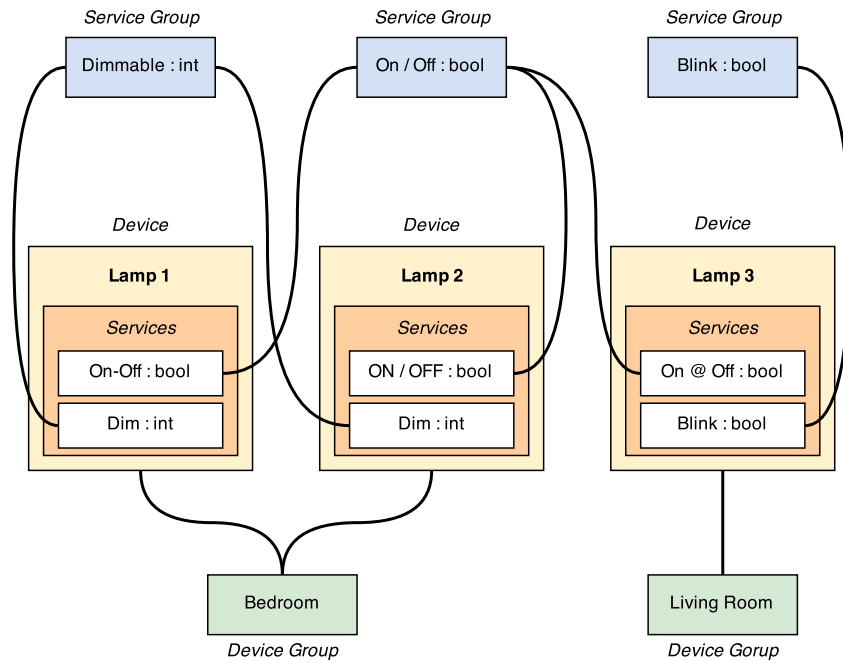 Service Group
Service Group
Service Group
Dimmable : int
On / Off : bool
Blink : bool
Device
Device
Device
Lamp 1
Lamp 2
Lamp 3
Services
Services
Services
On-Off : bool
ON / OFF : bool
On @ Off : bool
Dim : int
Dim : int
Blink : bool
Bedroom
Living Room
Device Group
Device Gorup